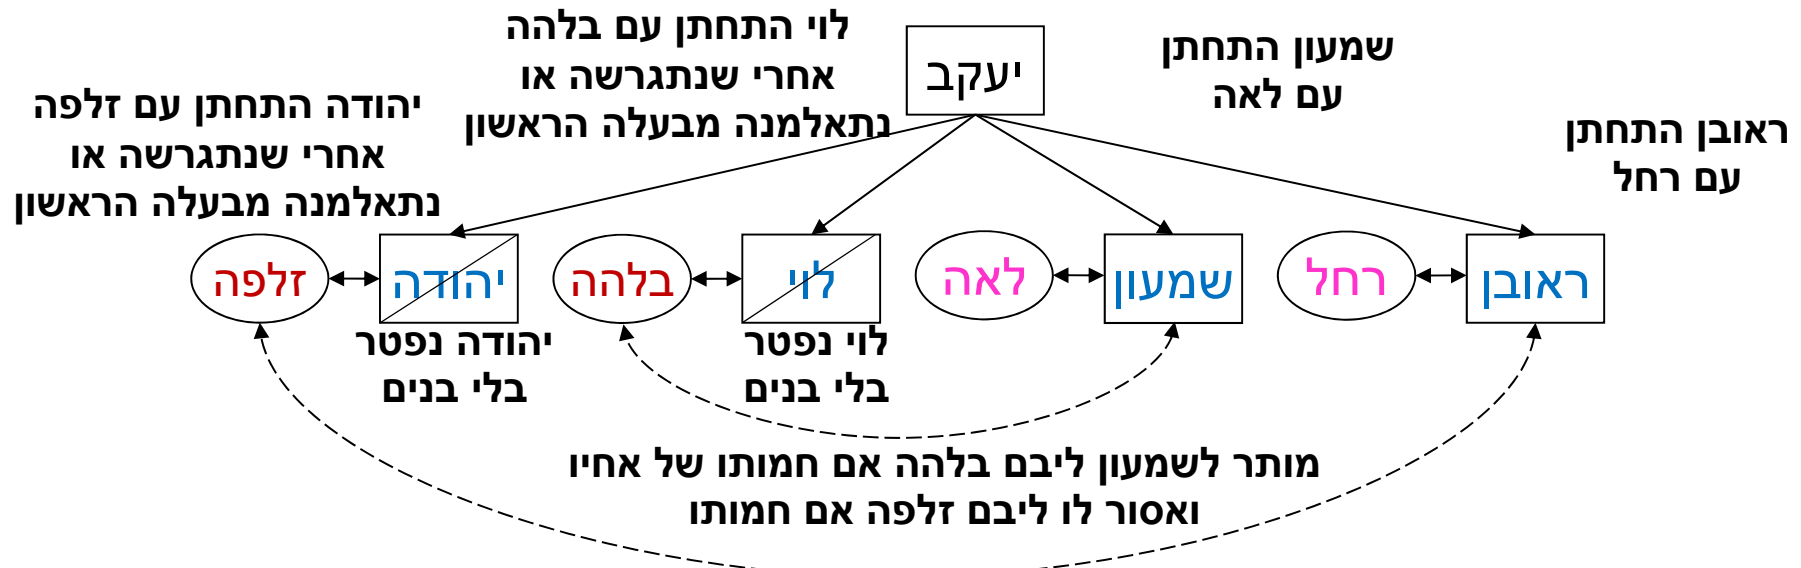 יעקב
שמעון התחתן
עם לאה
ראובן התחתן
עם רחל
לוי התחתן עם בלהה
אחרי שנתגרשה או
נתאלמנה מבעלה הראשון
יהודה התחתן עם זלפה
אחרי שנתגרשה או
נתאלמנה מבעלה הראשון
ראובן
רחל
שמעון
לאה
לוי
בלהה
יהודה
זלפה
לוי נפטר
בלי בנים
יהודה נפטר
בלי בנים
מותר לשמעון ליבם בלהה אם חמותו של אחיו
ואסור לו ליבם זלפה אם חמותו